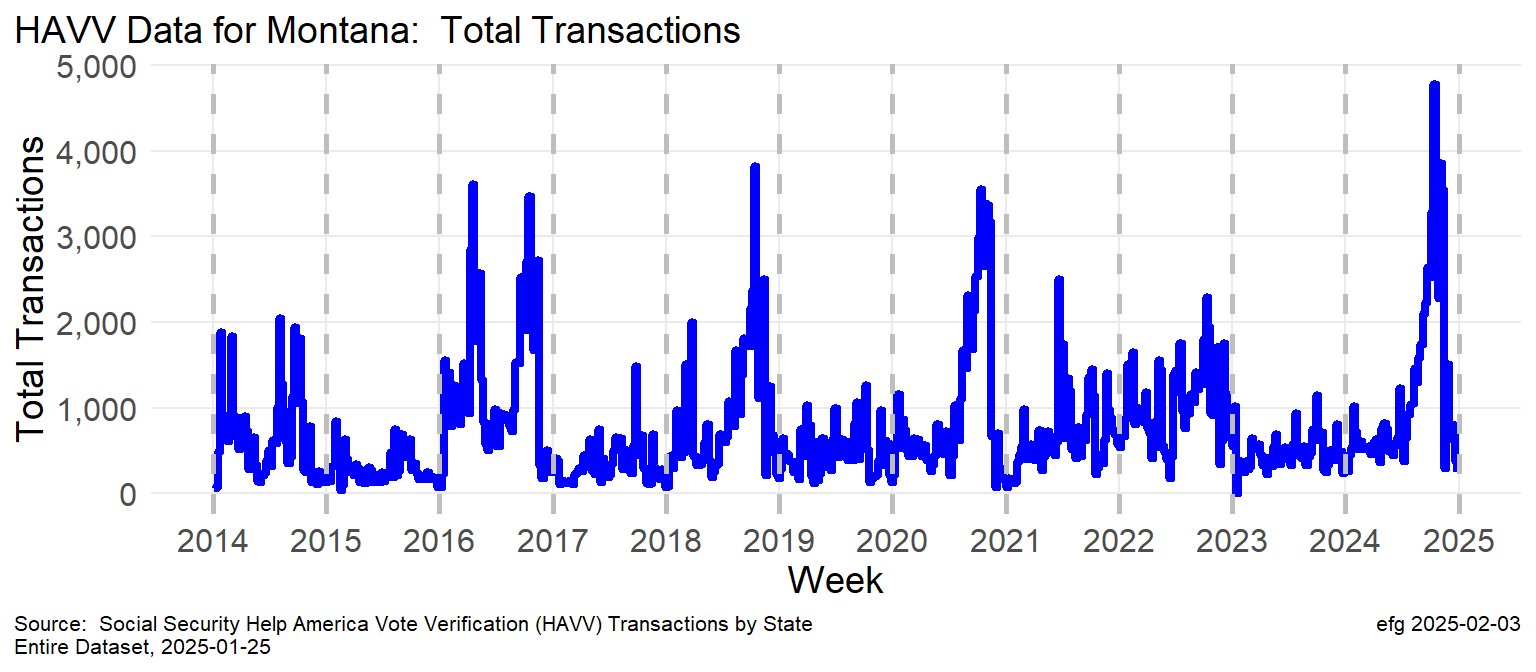 HAVV Data for Montana:  Total Transactions
5,000
4,000
3,000
2,000
1,000
0
Total Transactions
2014 2015 2016 2017 2018 2019 2020 2021 2022 2023 2024 2025
Week
Source:  Social Security Help America Vote Verification (HAVV) Transactions by State
Entire Dataset, 2025-01-25
efg 2025-02-03